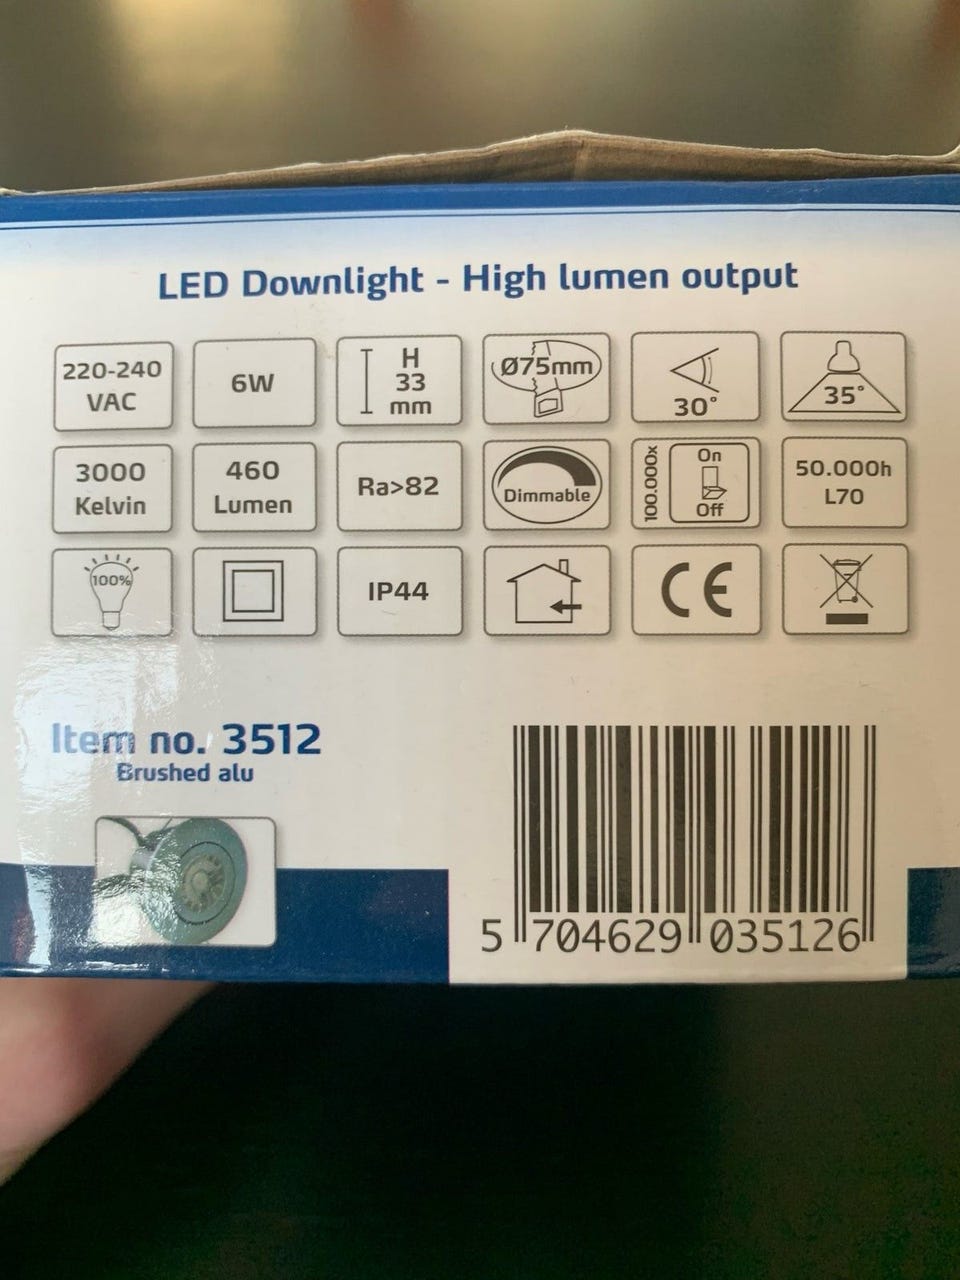 LED Downlight - High lumen output
220-240
VAC
6W
H
33
mm
Ø75mm
30°
35°
3000
Kelvin
460
Lumen
Ra>82
Dimmable
100.000x
On
Off
50.000h
L70
100%
IP44
CE
Item no. 3512
Brushed alu
5 704629 035126